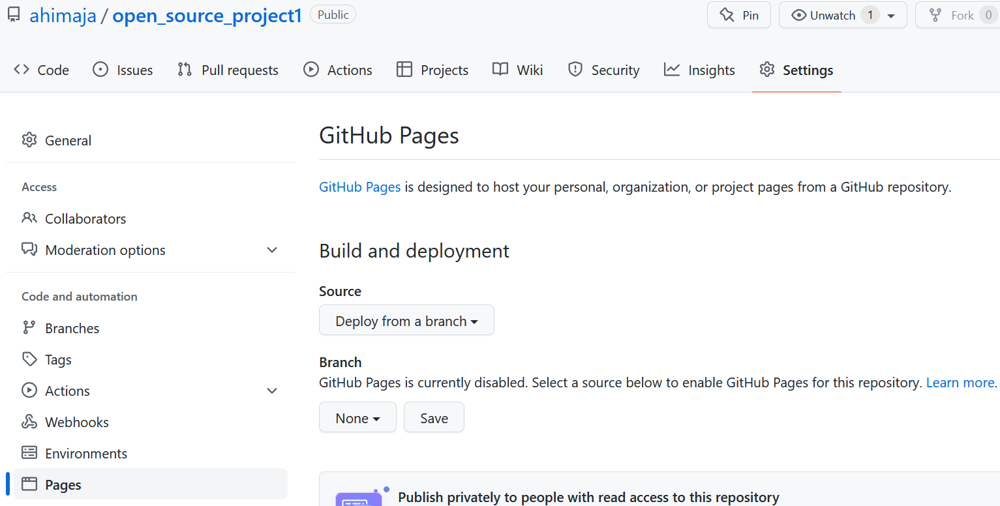 ahimaja / open_source_project1 Public Pin Unwatch 1 Fork 0
Code Issues Pull requests Actions Projects Wiki Security Insights Settings
General
Access
Collaborators
Moderation options
Code and automation
Branches
Tags
Actions
Webhooks
Environments
Pages
GitHub Pages
GitHub Pages is designed to host your personal, organization, or project pages from a GitHub repository.
Build and deployment
Source
Deploy from a branch
Branch
GitHub Pages is currently disabled. Select a source below to enable GitHub Pages for this repository. Learn more.
None Save
Publish privately to people with read access to this repository